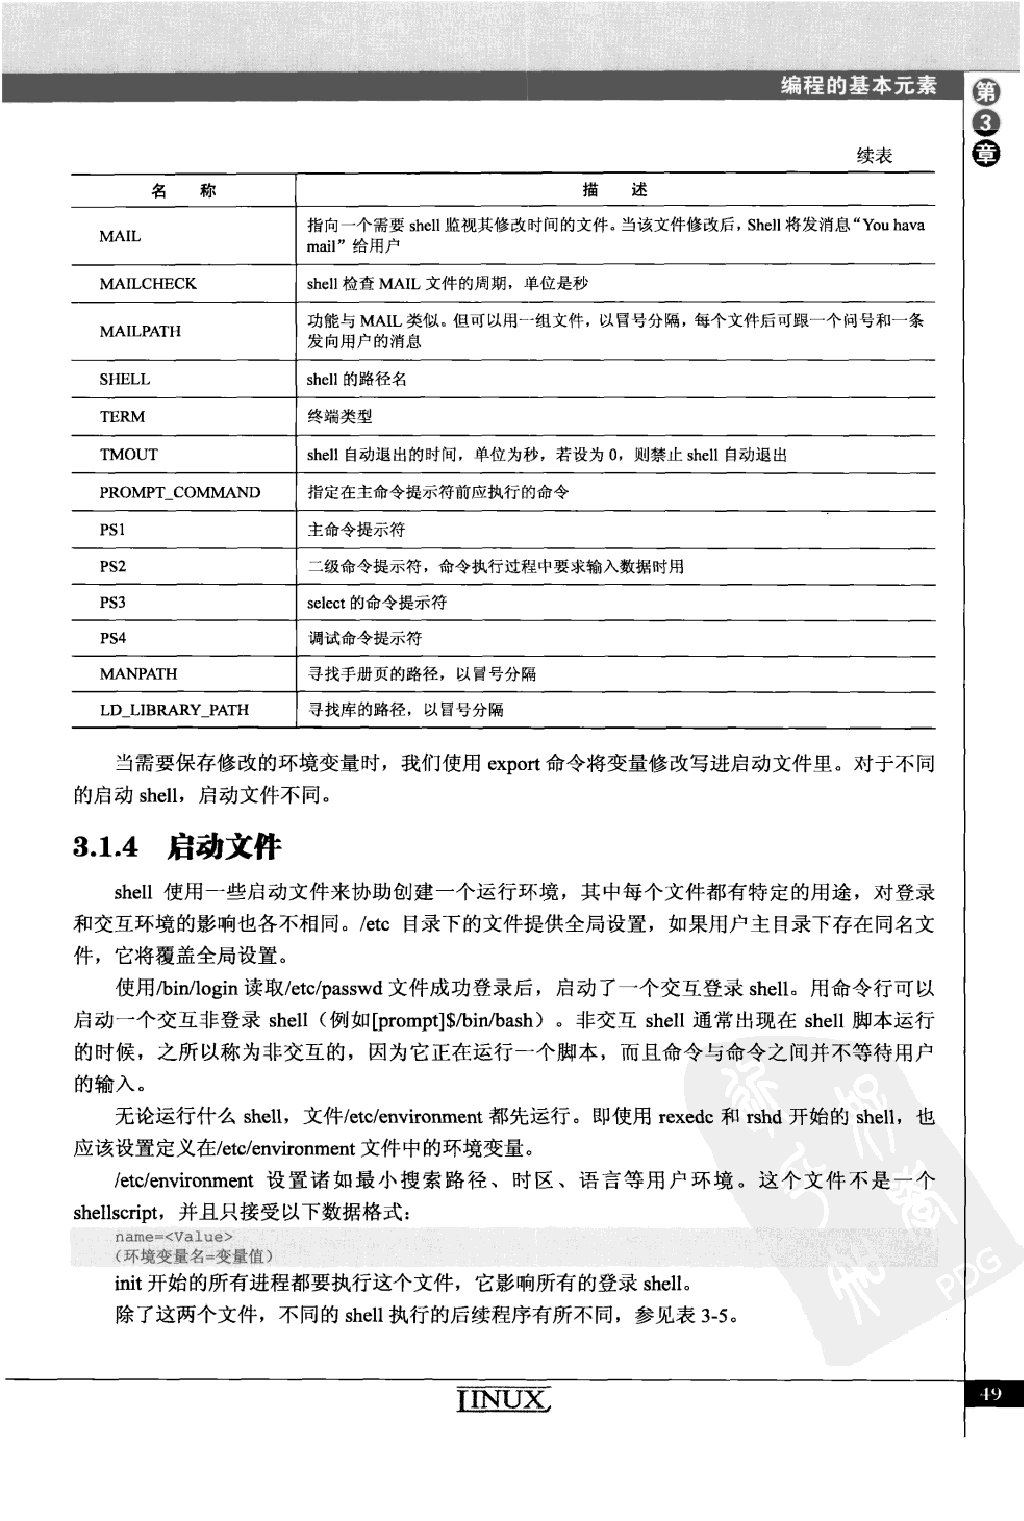 编程的基本元素
第
3
章
续表
名 称 描 述
MAIL 指向一个需要 shell 监视其修改时间的文件。当该文件修改后，Shell 将发消息“You hava
mail”给用户
MAILCHECK shell 检查 MAIL 文件的周期，单位是秒
MAILPATH 功能与 MAIL 类似。但可以用一组文件，以冒号分隔，每个文件后可跟一个问号和一条
发向用户的消息
SHELL shell 的路径名
TERM 终端类型
TMOUT shell 自动退出的时间，单位为秒。若设为 0，则禁止 shell 自动退出
PROMPT_COMMAND 指定在主命令提示符前应执行的命令
PS1 主命令提示符
PS2 二级命令提示符，命令执行过程中要求输入数据时用
PS3 select 的命令提示符
PS4 调试命令提示符
MANPATH 寻找手册页的路径，以冒号分隔
LD_LIBRARY_PATH 寻找库的路径，以冒号分隔
当需要保存修改的环境变量时，我们使用 export 命令将变量修改写进启动文件里。对于不同
的启动 shell，启动文件不同。
3.1.4 启动文件
shell 使用一些启动文件来协助创建一个运行环境，其中每个文件都有特定的用途，对登录
和交互环境的影响也各不相同。/etc 目录下的文件提供全局设置，如果用户主目录下存在同名文
件，它将覆盖全局设置。
使用/bin/login 读取/etc/passwd 文件成功登录后，启动了一个交互登录 shell。用命令行可以
启动一个交互非登录 shell（例如[prompt]$/bin/bash）。非交互 shell 通常出现在 shell 脚本运行
的时候，之所以称为非交互的，因为它正在运行一个脚本，而且命令与命令之间并不等待用户
的输入。
无论运行什么 shell，文件/etc/environment 都先运行。即使用 rexedc 和 rshd 开始的 shell，也
应该设置定义在/etc/environment 文件中的环境变量。
/etc/environment 设置诸如最小搜索路径、时区、语言等用户环境。这个文件不是一个
shellscript，并且只接受以下数据格式：
name=<Value>
（环境变量名=变量值）
init 开始的所有进程都要执行这个文件，它影响所有的登录 shell。
除了这两个文件，不同的 shell 执行的后续程序有所不同，参见表 3-5。
PDG
LINUX
49